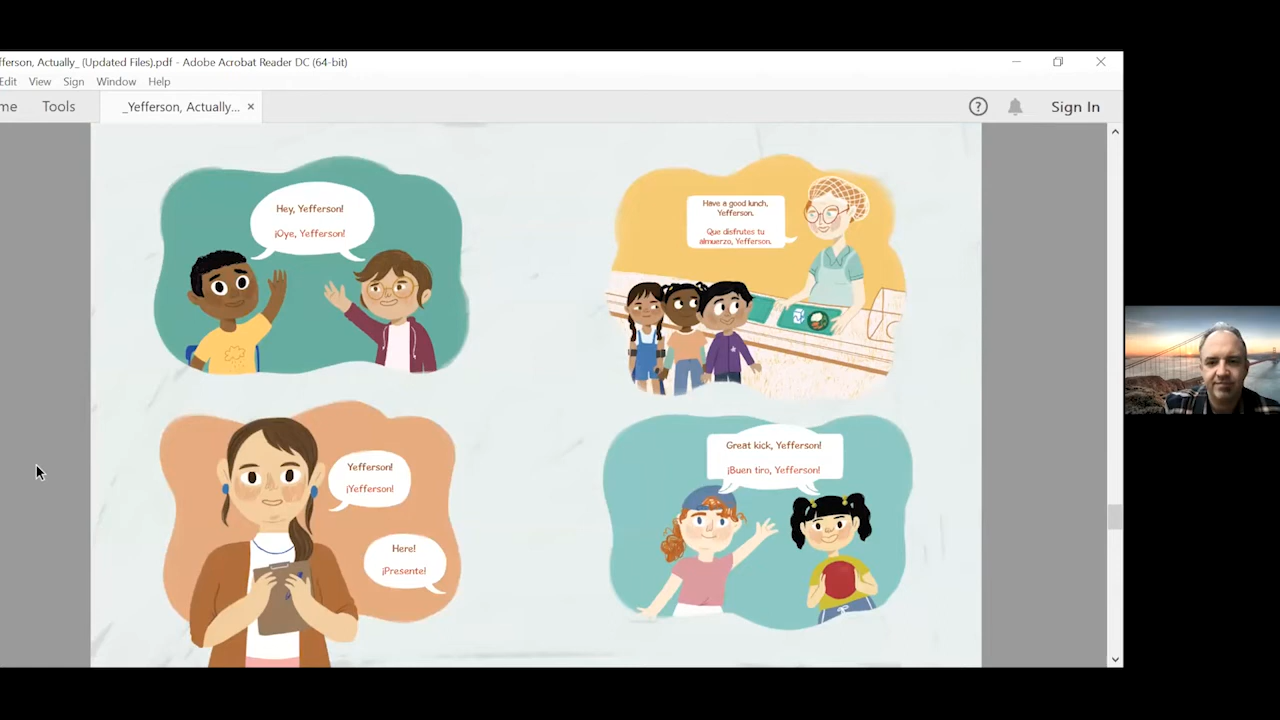 fferson, Actually_ (Updated Files).pdf - Adobe Acrobat Reader DC (64-bit)
Edit View Sign Window Help
me Tools _Yefferson, Actually... × Sign In
Hey, Yefferson!
¡Oye, Yefferson!
Have a good lunch,
Yefferson.
Que disfrutes tu
almuerzo, Yefferson.
Yefferson!
¡Yefferson!
Here!
¡Presente!
Great kick, Yefferson!
¡Buen tiro, Yefferson!